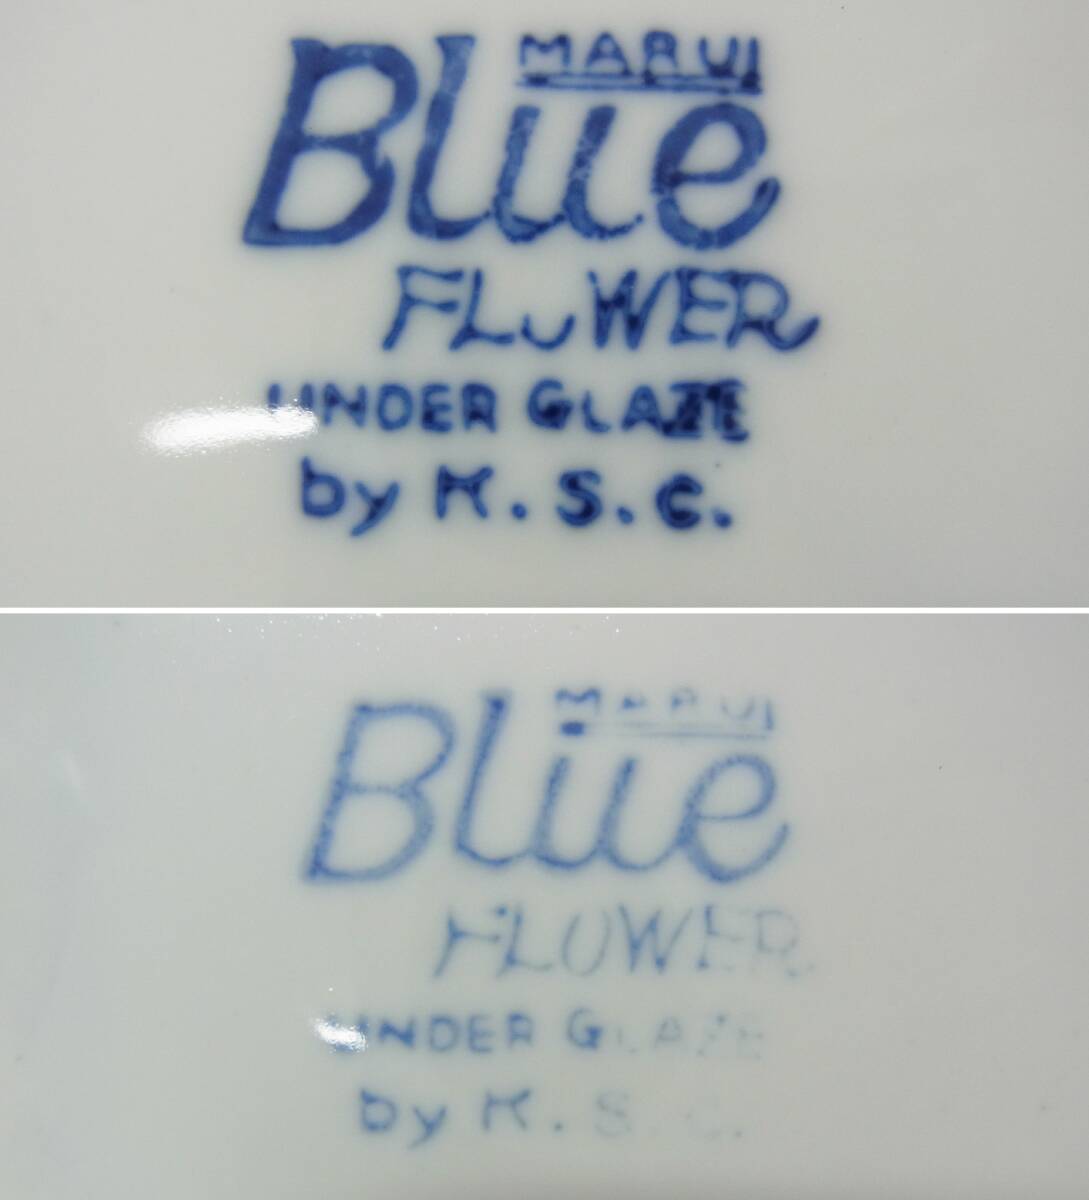 MARUI
Blue
FLOWER
UNDER GLAZE
by K.S.C.
MARUI
Blue
FLOWER
UNDER GLAZE
by K.S.C.